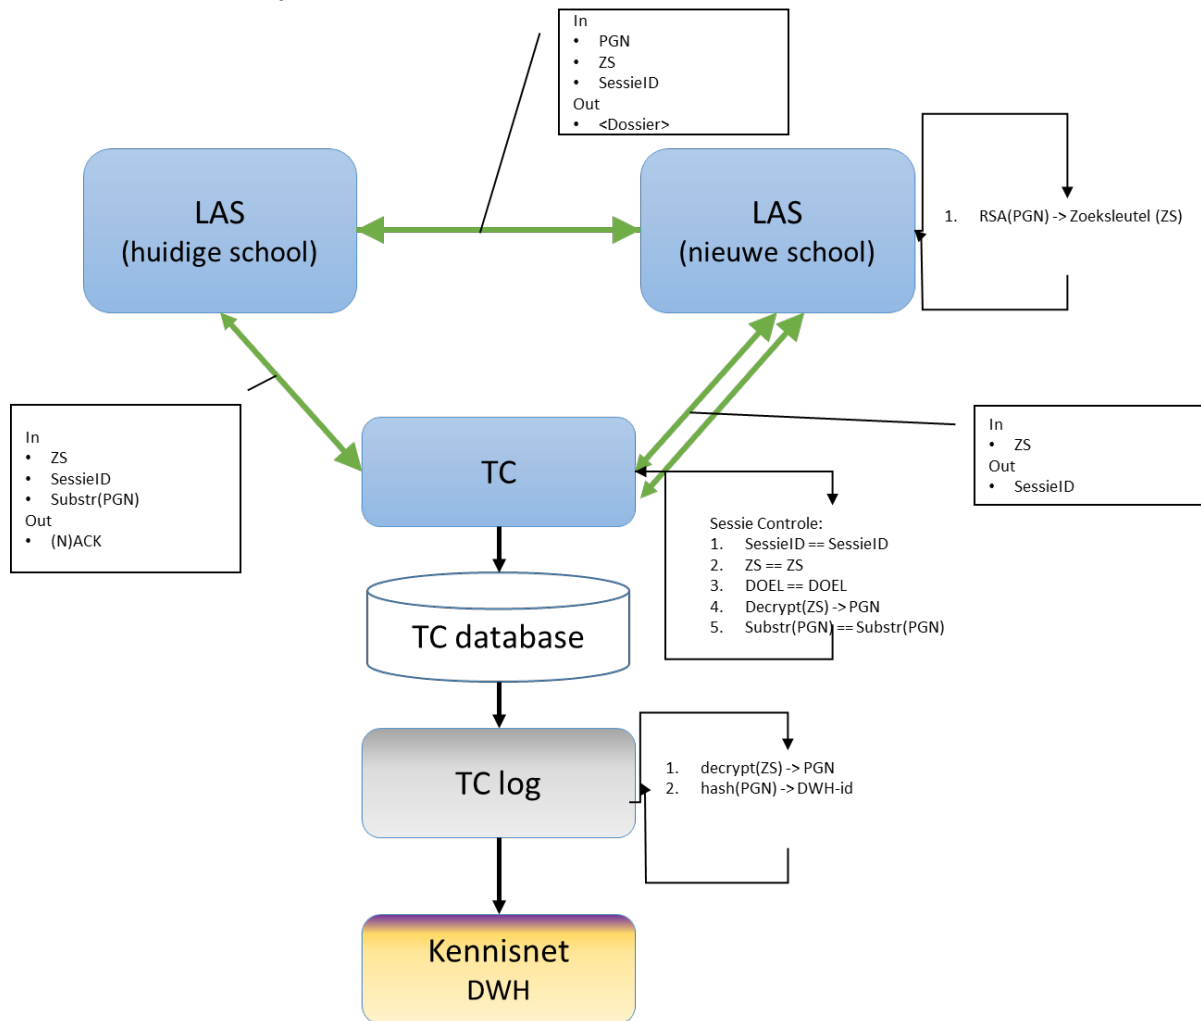 In
• PGN
• ZS
• SessieID
Out
• <Dossier>
LAS
(huidige school)
LAS
(nieuwe school)
1. RSA(PGN) -> Zoeksleutel (ZS)
In
• ZS
• SessieID
• Substr(PGN)
Out
• (N)ACK
In
• ZS
Out
• SessieID
TC
Sessie Controle:
1. SessieID == SessieID
2. ZS == ZS
3. DOEL == DOEL
4. Decrypt(ZS) -> PGN
5. Substr(PGN) == Substr(PGN)
TC database
TC log
1. decrypt(ZS) -> PGN
2. hash(PGN) -> DWH-id
Kennisnet
DWH